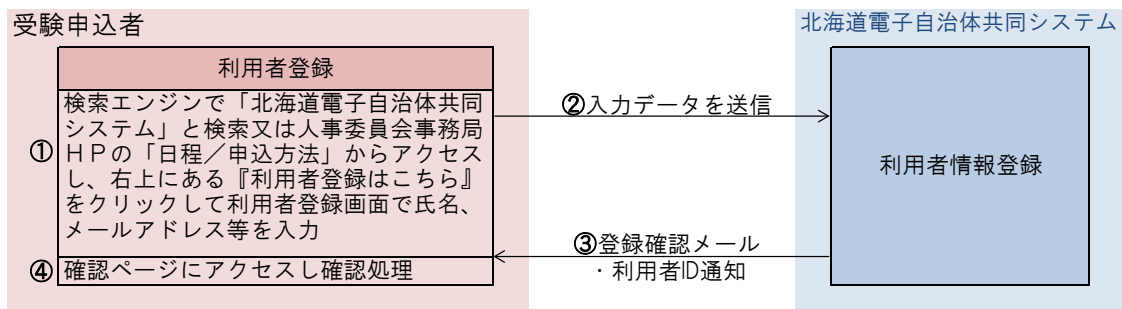 受験申込者
利用者登録
①
検索エンジンで「北海道電子自治体共同
システム」と検索又は人事委員会事務局
ＨＰの「日程／申込方法」からアクセス
し、右上にある『利用者登録はこちら』
をクリックして利用者登録画面で氏名、
メールアドレス等を入力
④
確認ページにアクセスし確認処理
②入力データを送信
③登録確認メール
・利用者ID通知
北海道電子自治体共同システム
利用者情報登録